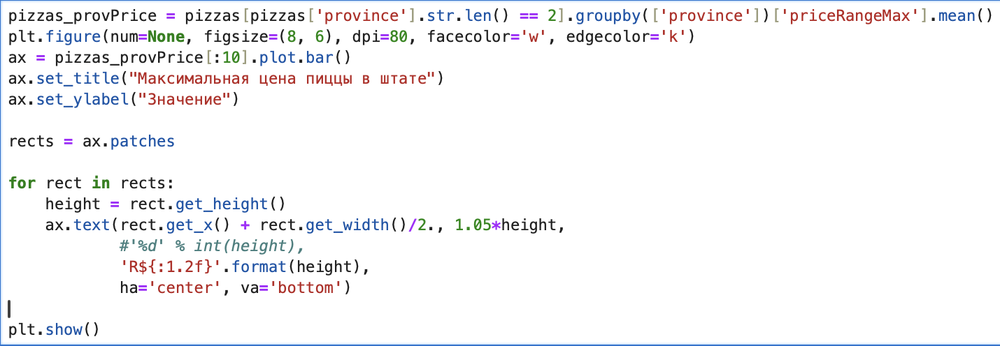 pizzas_provPrice = pizzas[pizzas['province'].str.len() == 2].groupby(['province'])['priceRangeMax'].mean()
plt.figure(num=None, figsize=(8, 6), dpi=80, facecolor='w', edgecolor='k')
ax = pizzas_provPrice[:10].plot.bar()
ax.set_title("Максимальная цена пиццы в штате")
ax.set_ylabel("Значение")
rects = ax.patches
for rect in rects:
    height = rect.get_height()
    ax.text(rect.get_x() + rect.get_width()/2., 1.05*height,
            #'%d' % int(height),
            'R${:1.2f}'.format(height),
            ha='center', va='bottom')
plt.show()